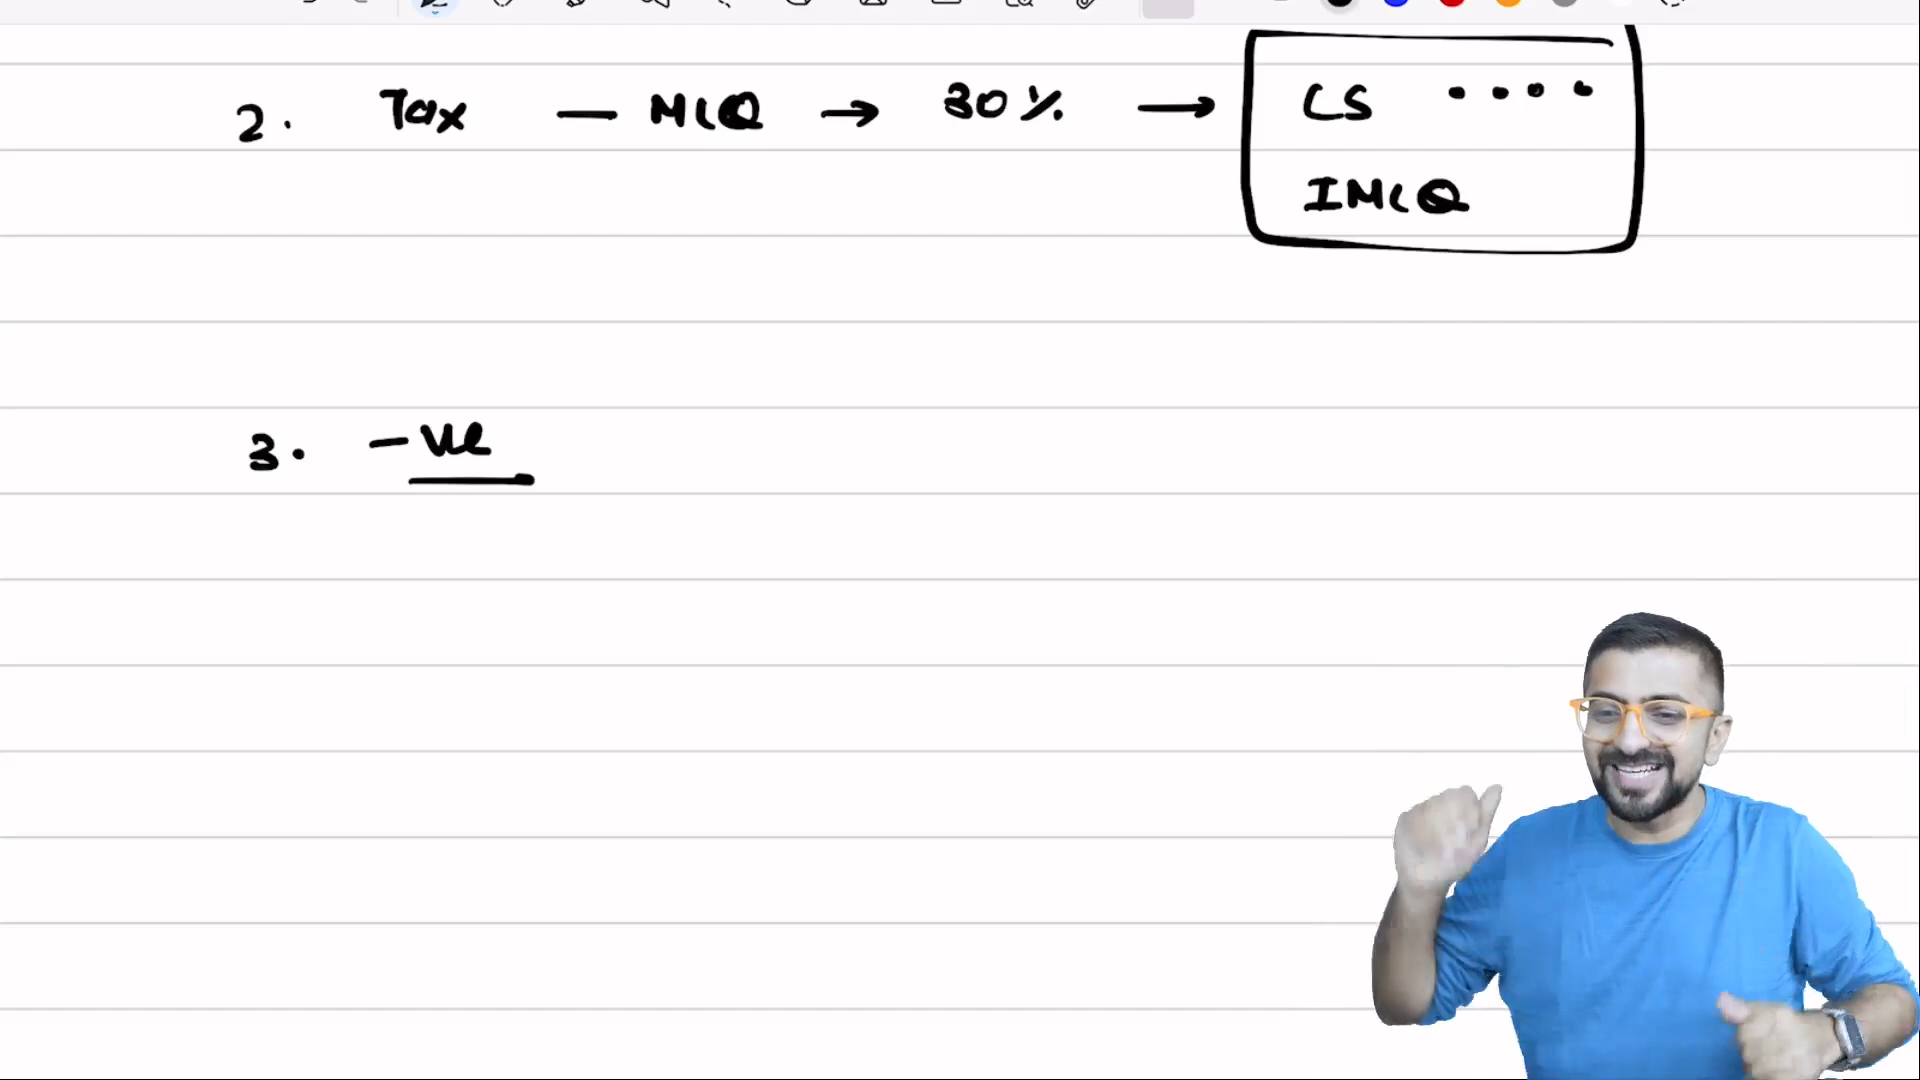 2. Tax — MCQ → 30% → CS ....
IMCQ
3. -ve